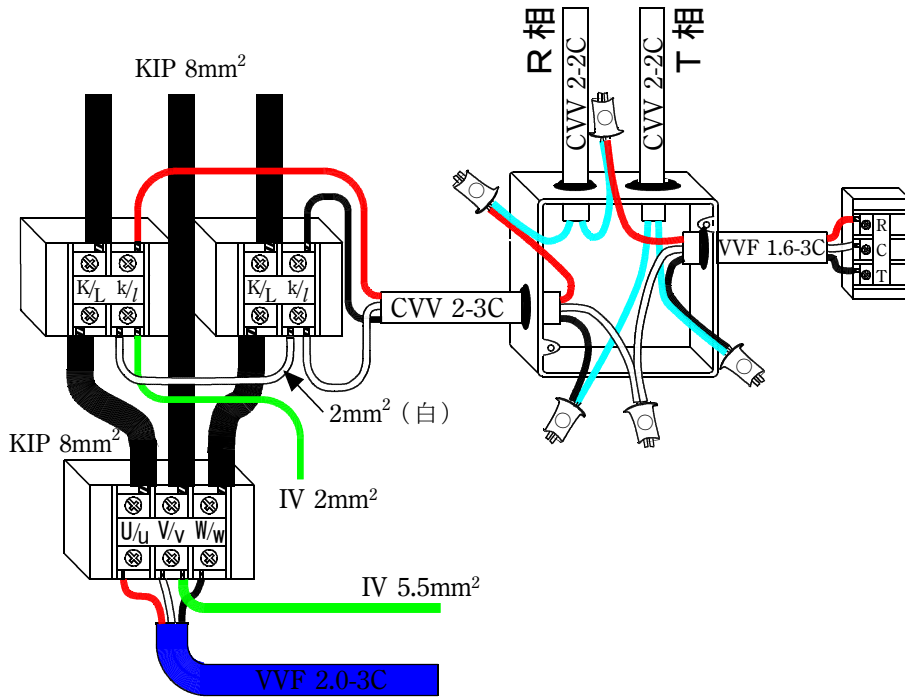 KIP 8mm²
R相
T相
CVV 2-2C
CVV 2-2C
K/L
k/l
K/L
k/l
CVV 2-3C
VVF 1.6-3C
R
C
T
2mm²（白）
KIP 8mm²
IV 2mm²
U/u
V/v
W/w
IV 5.5mm²
VVF 2.0-3C